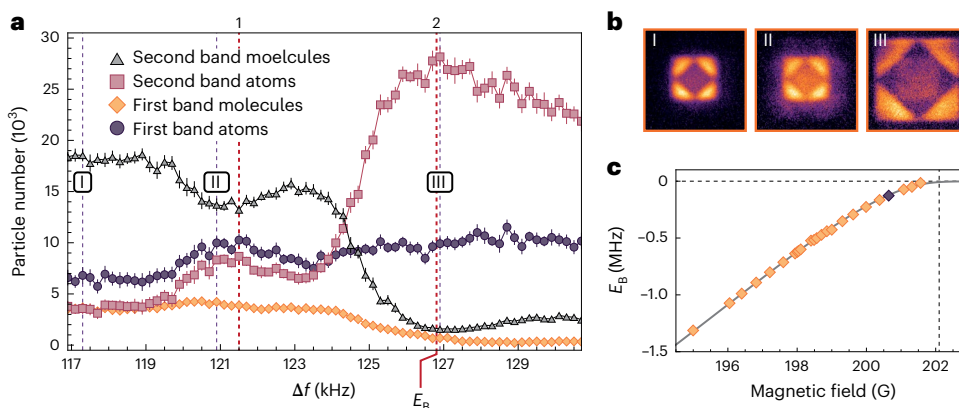 a
1
2
30
25
20
15
10
5
0
Particle number (10³)
Second band moelcules
Second band atoms
First band molecules
First band atoms
I
II
III
117
119
121
123
125
127
129
Δf (kHz)
E_B
b
I
II
III
c
0
−0.5
−1.0
−1.5
E_B (MHz)
196
198
200
202
Magnetic field (G)